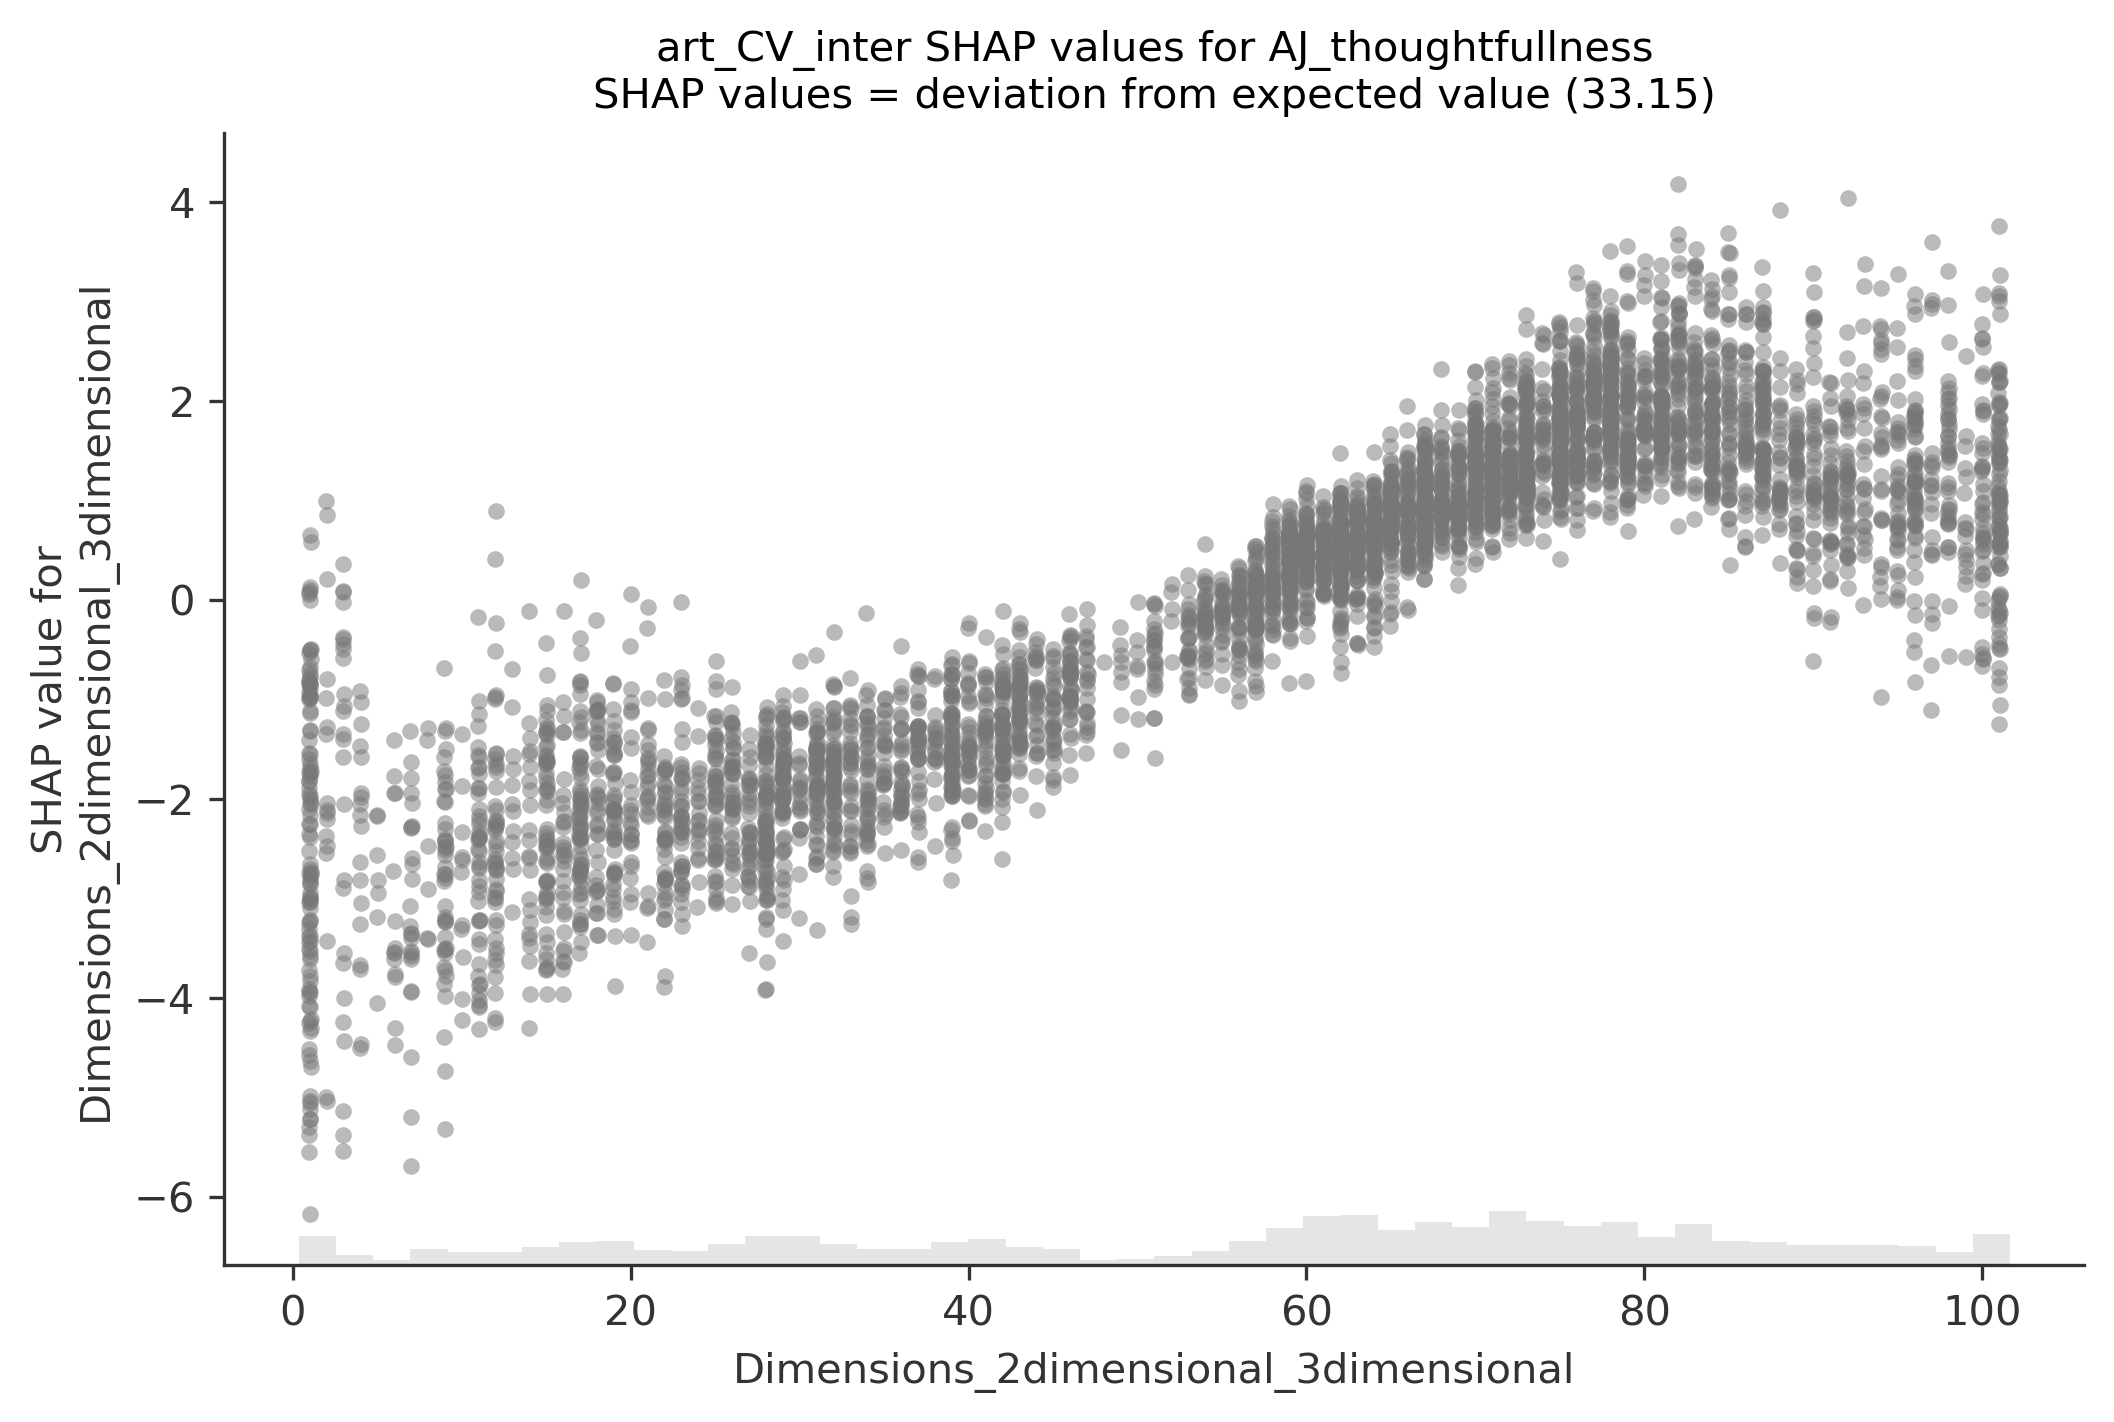 art_CV_inter SHAP values for AJ_thoughtfullness
SHAP values = deviation from expected value (33.15)
SHAP value for
Dimensions_2dimensional_3dimensional
4
2
0
−2
−4
−6
0 20 40 60 80 100
Dimensions_2dimensional_3dimensional